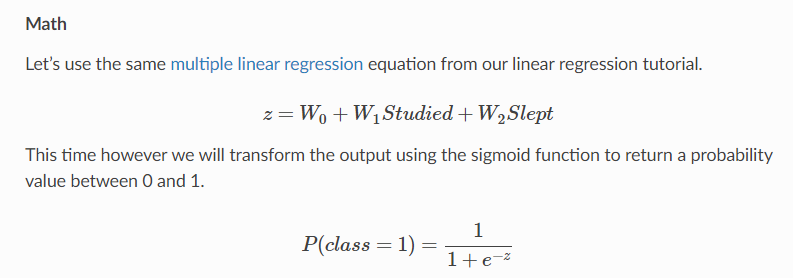 Math
Let’s use the same multiple linear regression equation from our linear regression tutorial.
z = W₀ + W₁Studied + W₂Slept
This time however we will transform the output using the sigmoid function to return a probability
value between 0 and 1.
P(class = 1) = 1 / (1 + e⁻ᶻ)